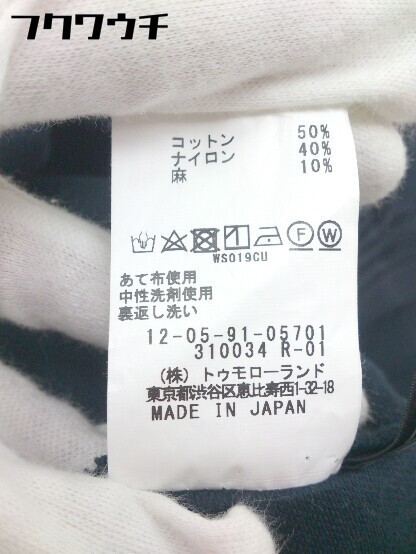 フクワウチ
コットン 50%
ナイロン 40%
麻 10%
F W
WS019CU
あて布使用
中性洗剤使用
裏返し洗い
12-05-91-05701
310034 R-01
(株) トゥモローランド
東京都渋谷区恵比寿西1-32-18
MADE IN JAPAN